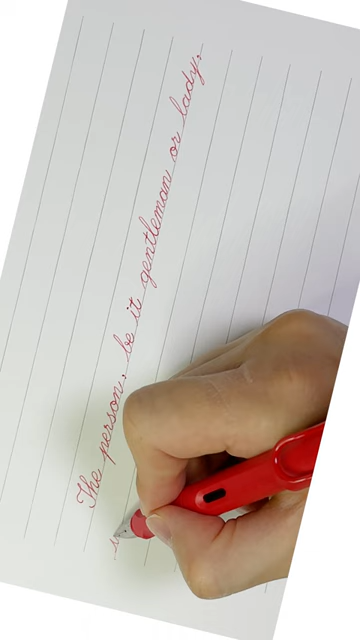 The person, be it gentleman or lady,